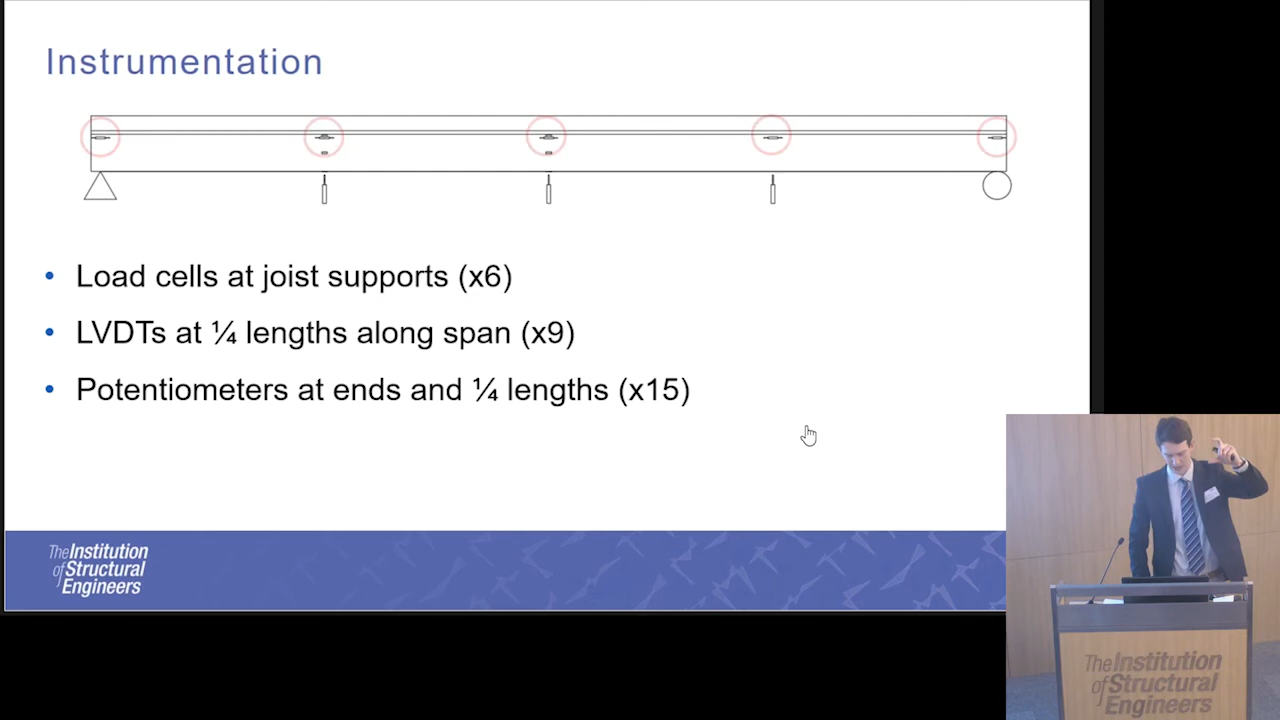 Instrumentation
• Load cells at joist supports (x6)
• LVDTs at ¼ lengths along span (x9)
• Potentiometers at ends and ¼ lengths (x15)
The Institution
of Structural
Engineers
The Institution
of Structural
Engineers